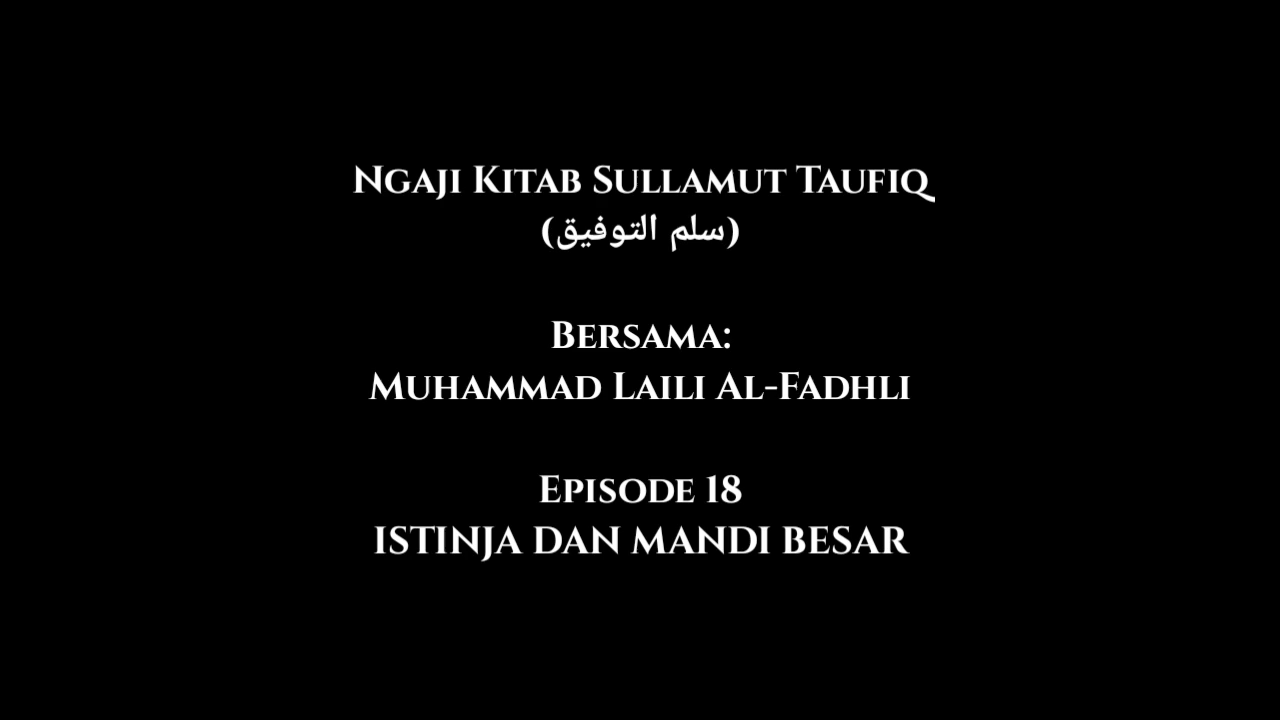 Ngaji Kitab Sullamut Taufiq
(سلم التوفيق)
Bersama:
Muhammad Laili Al-Fadhli
Episode 18
ISTINJA DAN MANDI BESAR